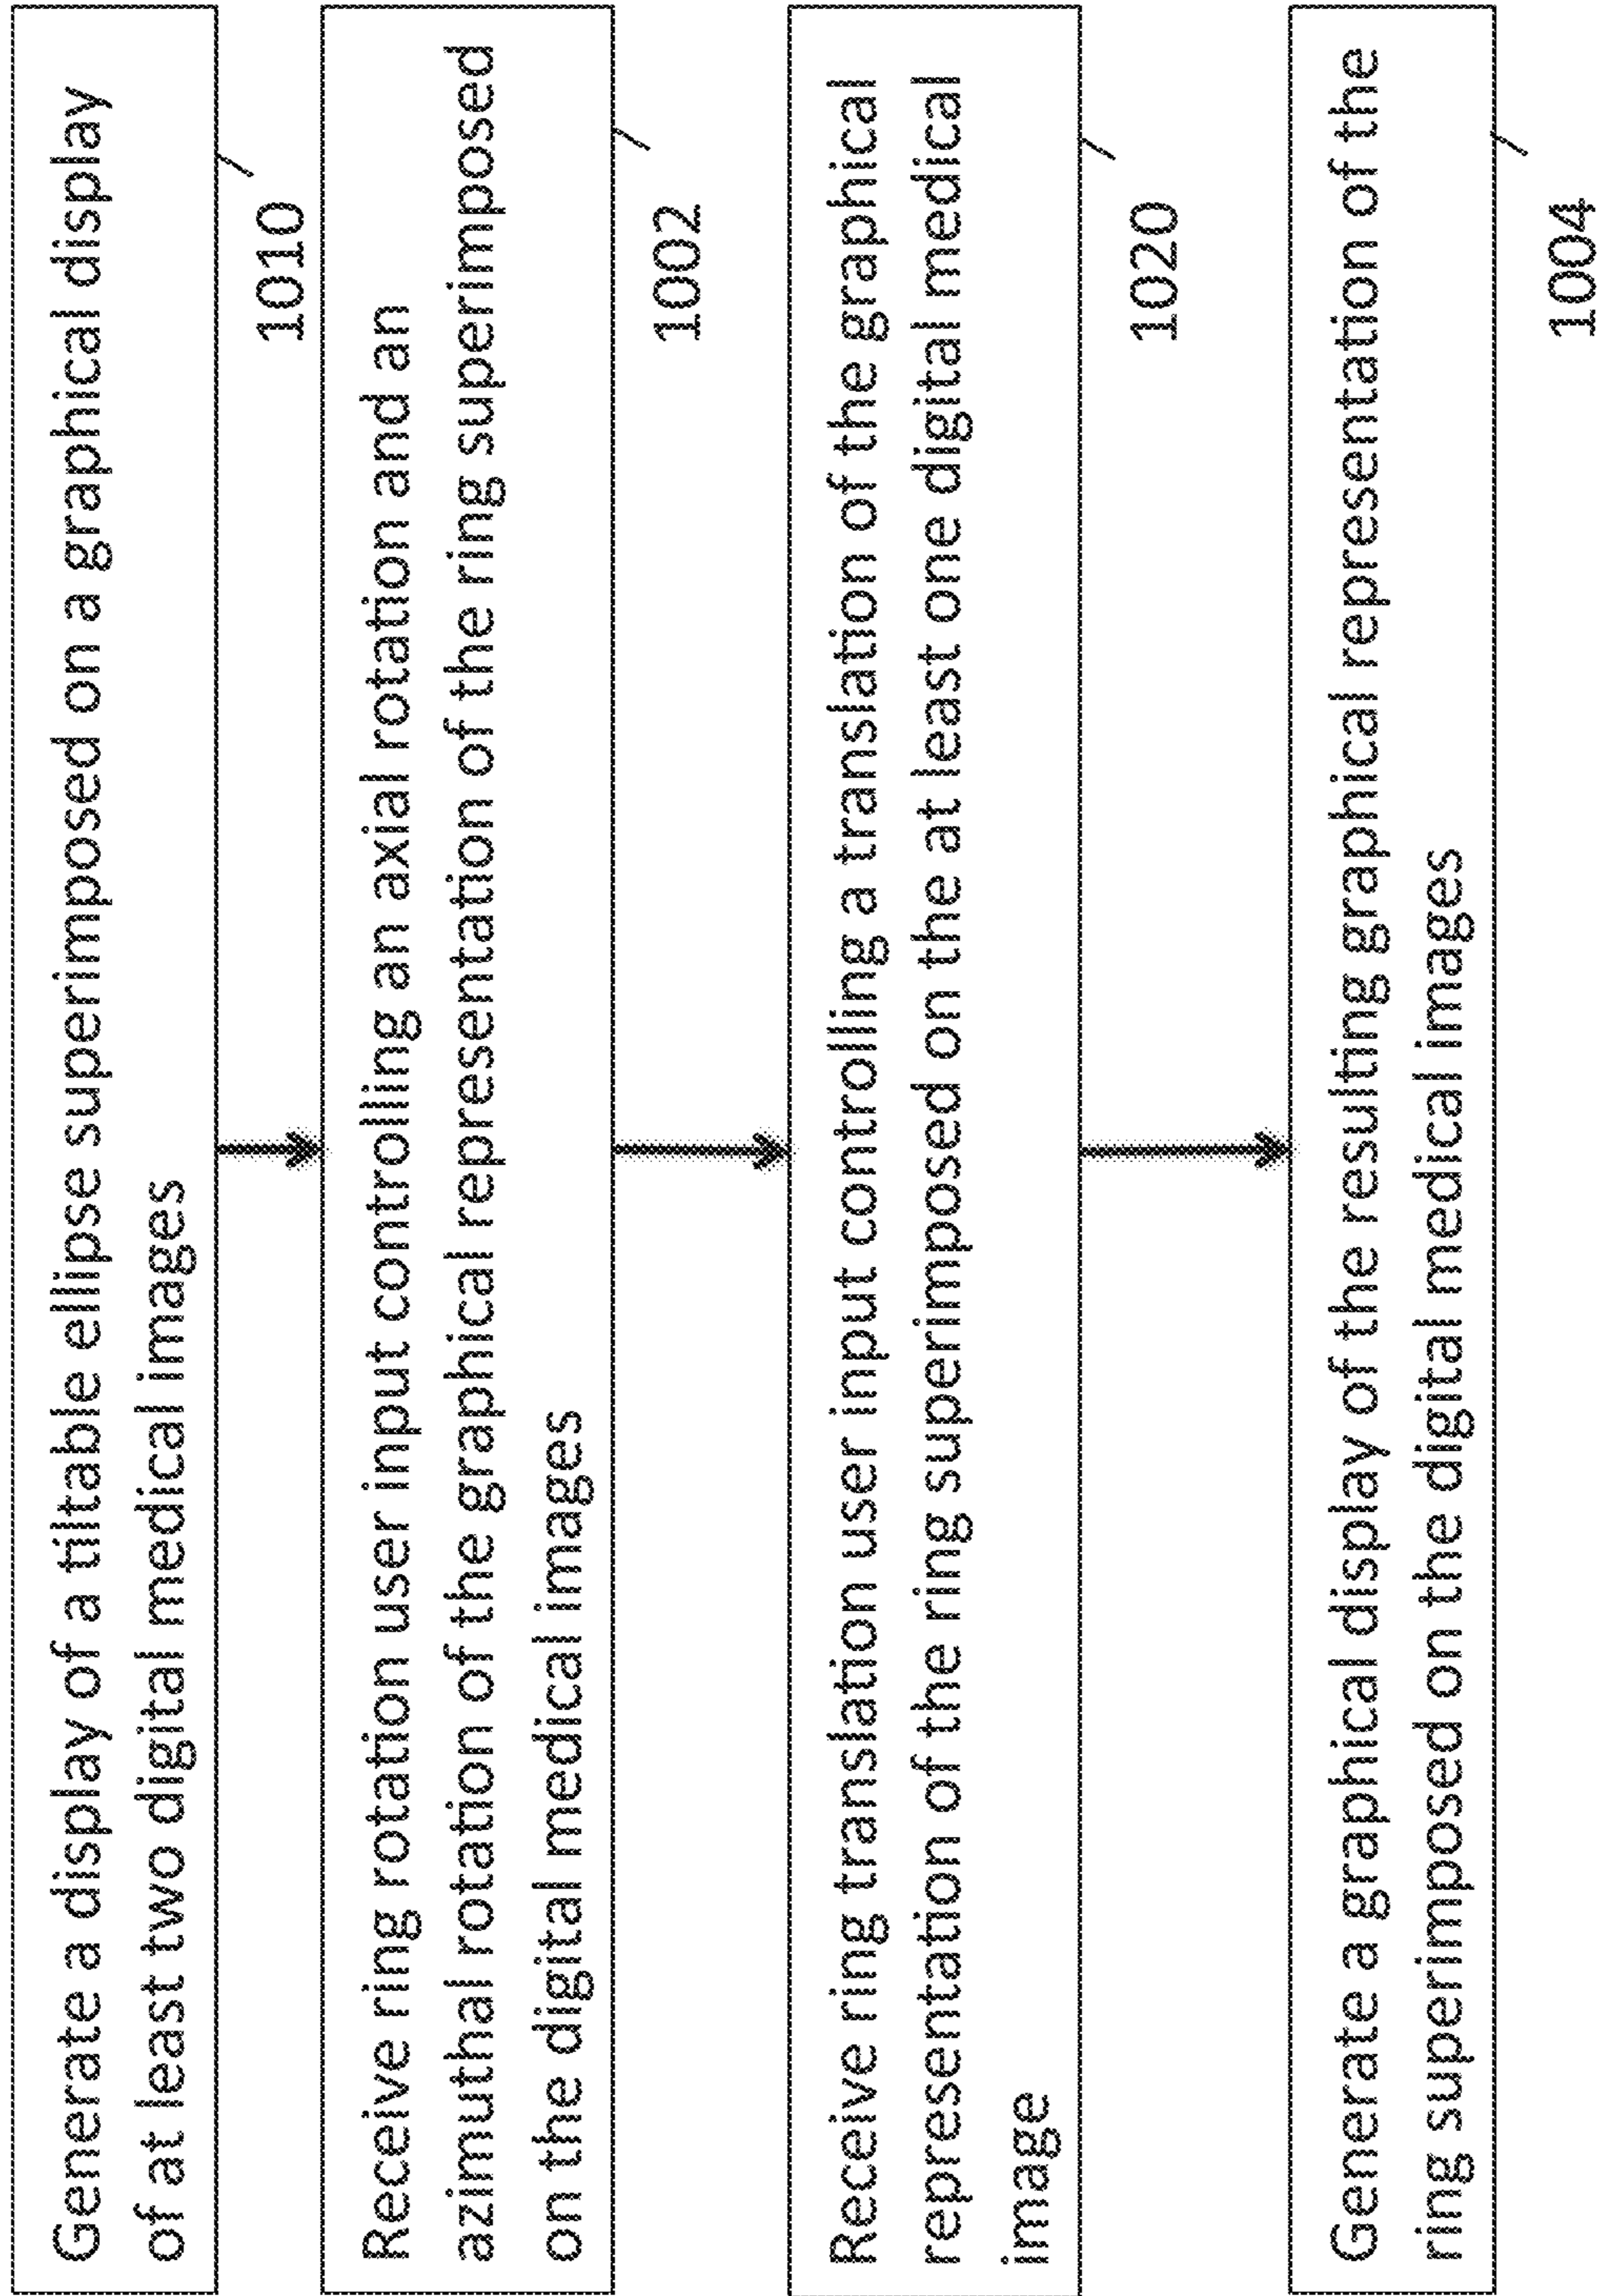 Generate a display of a tiltable ellipse superimposed on a graphical display
of at least two digital medical images
1010
Receive ring rotation user input controlling an axial rotation and an
azimuthal rotation of the graphical representation of the ring superimposed
on the digital medical images
1002
Receive ring translation user input controlling a translation of the graphical
representation of the ring superimposed on the at least one digital medical
image
1020
Generate a graphical display of the resulting graphical representation of the
ring superimposed on the digital medical images
1004